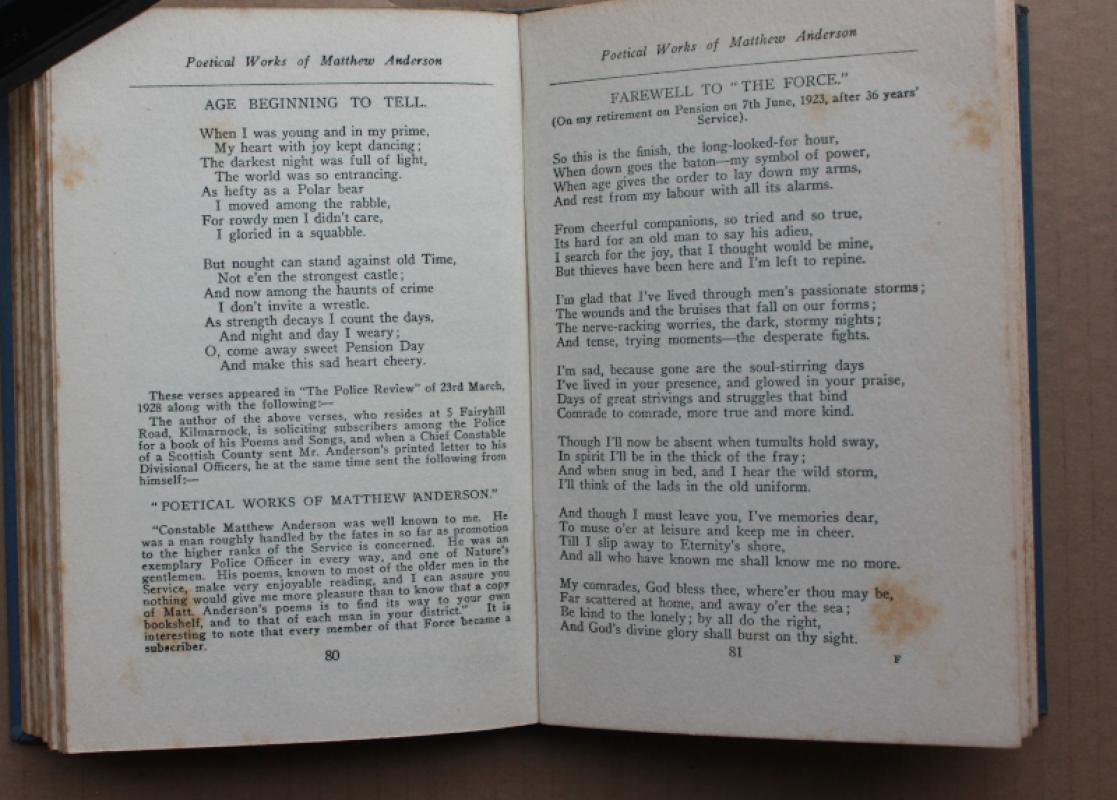 Poetical Works of Matthew Anderson
AGE BEGINNING TO TELL.
When I was young and in my prime,
My heart with joy kept dancing;
The darkest night was full of light,
The world was so entrancing.
As hefty as a Polar bear
I moved among the rabble,
For rowdy men I didn't care,
I gloried in a squabble.
But nought can stand against old Time,
Not e'en the strongest castle;
And now among the haunts of crime
I don't invite a wrestle.
As strength decays I count the days,
And night and day I weary;
O, come away sweet Pension Day
And make this sad heart cheery.
These verses appeared in "The Police Review" of 23rd March,
1928 along with the following:—
The author of the above verses, who resides at 5 Fairyhill
Road, Kilmarnock, is soliciting subscribers among the Police
for a book of his Poems and Songs, and when a Chief Constable
of a Scottish County sent Mr. Anderson's printed letter to his
Divisional Officers, he at the same time sent the following from
himself:—
"POETICAL WORKS OF MATTHEW ANDERSON."
"Constable Matthew Anderson was well known to me. He
was a man roughly handled by the fates in so far as promotion
to the higher ranks of the Service is concerned. He was an
exemplary Police Officer in every way, and one of Nature's
gentlemen. His poems, known to most of the older men in the
Service, make very enjoyable reading, and I can assure you
nothing would give me more pleasure than to know that a copy
of Matt. Anderson's poems is to find its way to your own
bookshelf, and to that of each man in your district." It is
interesting to note that every member of that Force became a
subscriber.
80
Poetical Works of Matthew Anderson
FAREWELL TO "THE FORCE."
(On my retirement on Pension on 7th June, 1923, after 36 years'
Service).
So this is the finish, the long-looked-for hour,
When down goes the baton—my symbol of power,
When age gives the order to lay down my arms,
And rest from my labour with all its alarms.
From cheerful companions, so tried and so true,
Its hard for an old man to say his adieu,
I search for the joy, that I thought would be mine,
But thieves have been here and I'm left to repine.
I'm glad that I've lived through men's passionate storms;
The wounds and the bruises that fall on our forms;
The nerve-racking worries, the dark, stormy nights;
And tense, trying moments—the desperate fights.
I'm sad, because gone are the soul-stirring days
I've lived in your presence, and glowed in your praise,
Days of great strivings and struggles that bind
Comrade to comrade, more true and more kind.
Though I'll now be absent when tumults hold sway,
In spirit I'll be in the thick of the fray;
And when snug in bed, and I hear the wild storm,
I'll think of the lads in the old uniform.
And though I must leave you, I've memories dear,
To muse o'er at leisure and keep me in cheer.
Till I slip away to Eternity's shore,
And all who have known me shall know me no more.
My comrades, God bless thee, where'er thou may be,
Far scattered at home, and away o'er the sea;
Be kind to the lonely; by all do the right,
And God's divine glory shall burst on thy sight.
81
F